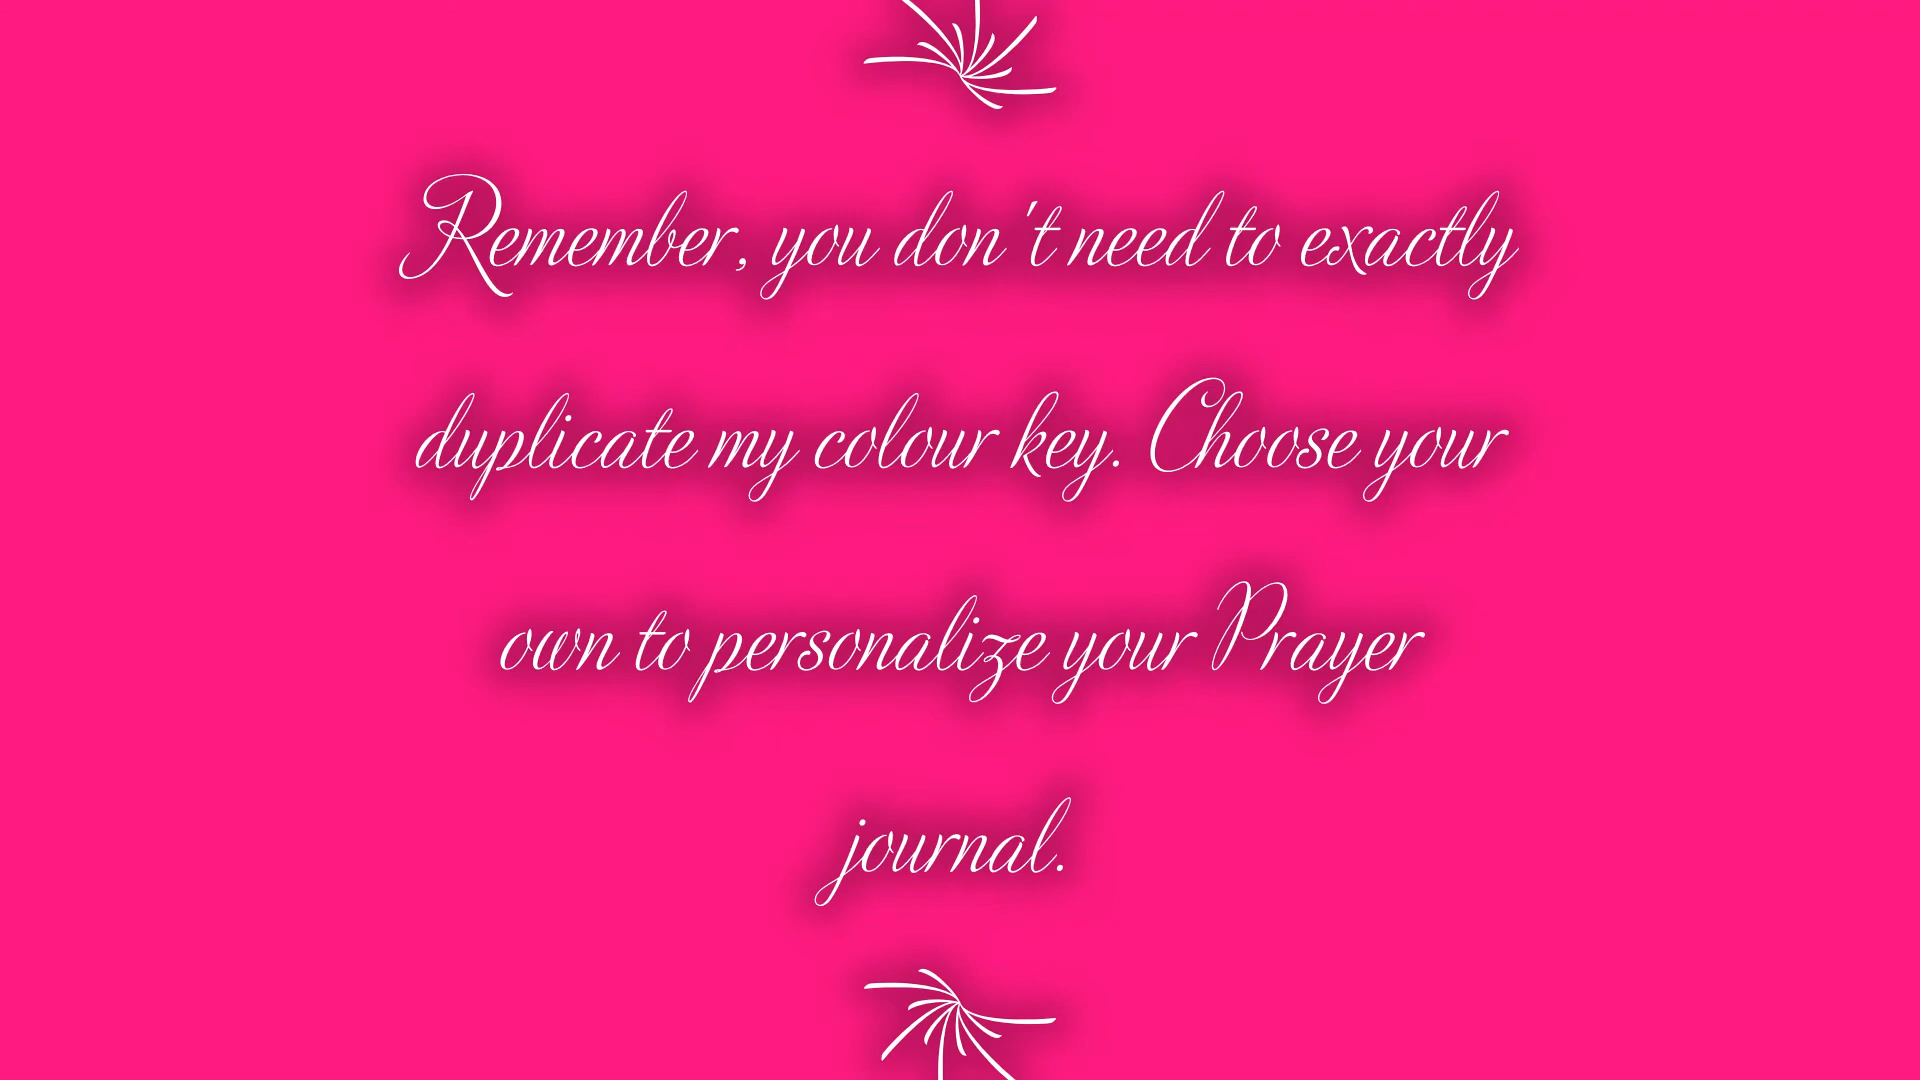 Remember, you don't need to exactly
duplicate my colour key. Choose your
own to personalize your Prayer
journal.